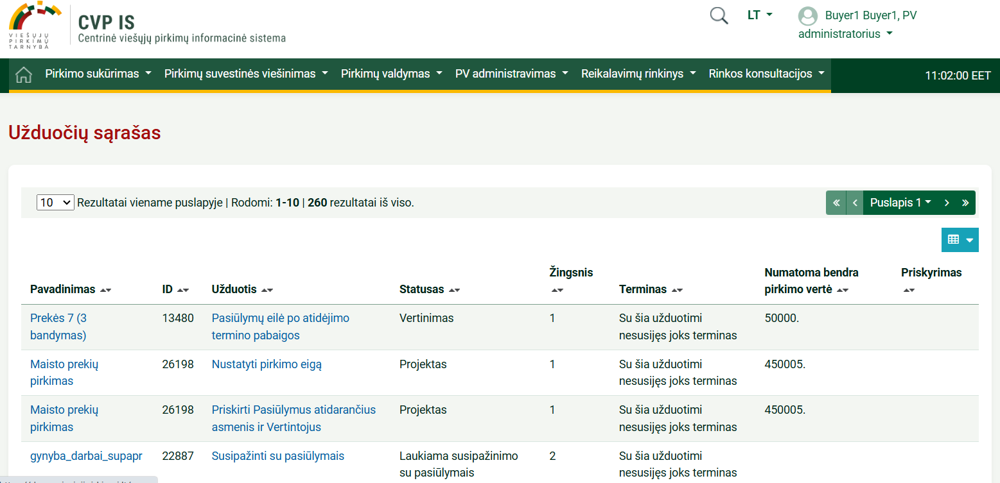 VIEŠŲJŲ
PIRKIMŲ
TARNYBA
CVP IS
Centrinė viešųjų pirkimų informacinė sistema
LT
Buyer1 Buyer1, PV
administratorius
Pirkimo sukūrimas
Pirkimų suvestinės viešinimas
Pirkimų valdymas
PV administravimas
Reikalavimų rinkinys
Rinkos konsultacijos
11:02:00 EET
Užduočių sąrašas
10 Rezultatai viename puslapyje | Rodomi: 1-10 | 260 rezultatai iš viso.
« ‹ Puslapis 1 › »
Pavadinimas ID Užduotis Statusas Žingsnis Terminas Numatoma bendra pirkimo vertė Priskyrimas
Prekės 7 (3 13480 Pasiūlymų eilė po atidėjimo Vertinimas 1 Su šia užduotimi 50000.
bandymas) termino pabaigos nesusijęs joks terminas
Maisto prekių 26198 Nustatyti pirkimo eigą Projektas 1 Su šia užduotimi 450005.
pirkimas nesusijęs joks terminas
Maisto prekių 26198 Priskirti Pasiūlymus atidarančius Projektas 1 Su šia užduotimi 450005.
pirkimas asmenis ir Vertintojus nesusijęs joks terminas
gynyba_darbai_supapr 22887 Susipažinti su pasiūlymais Laukiama susipažinimo 2 Su šia užduotimi
su pasiūlymais nesusijęs joks terminas